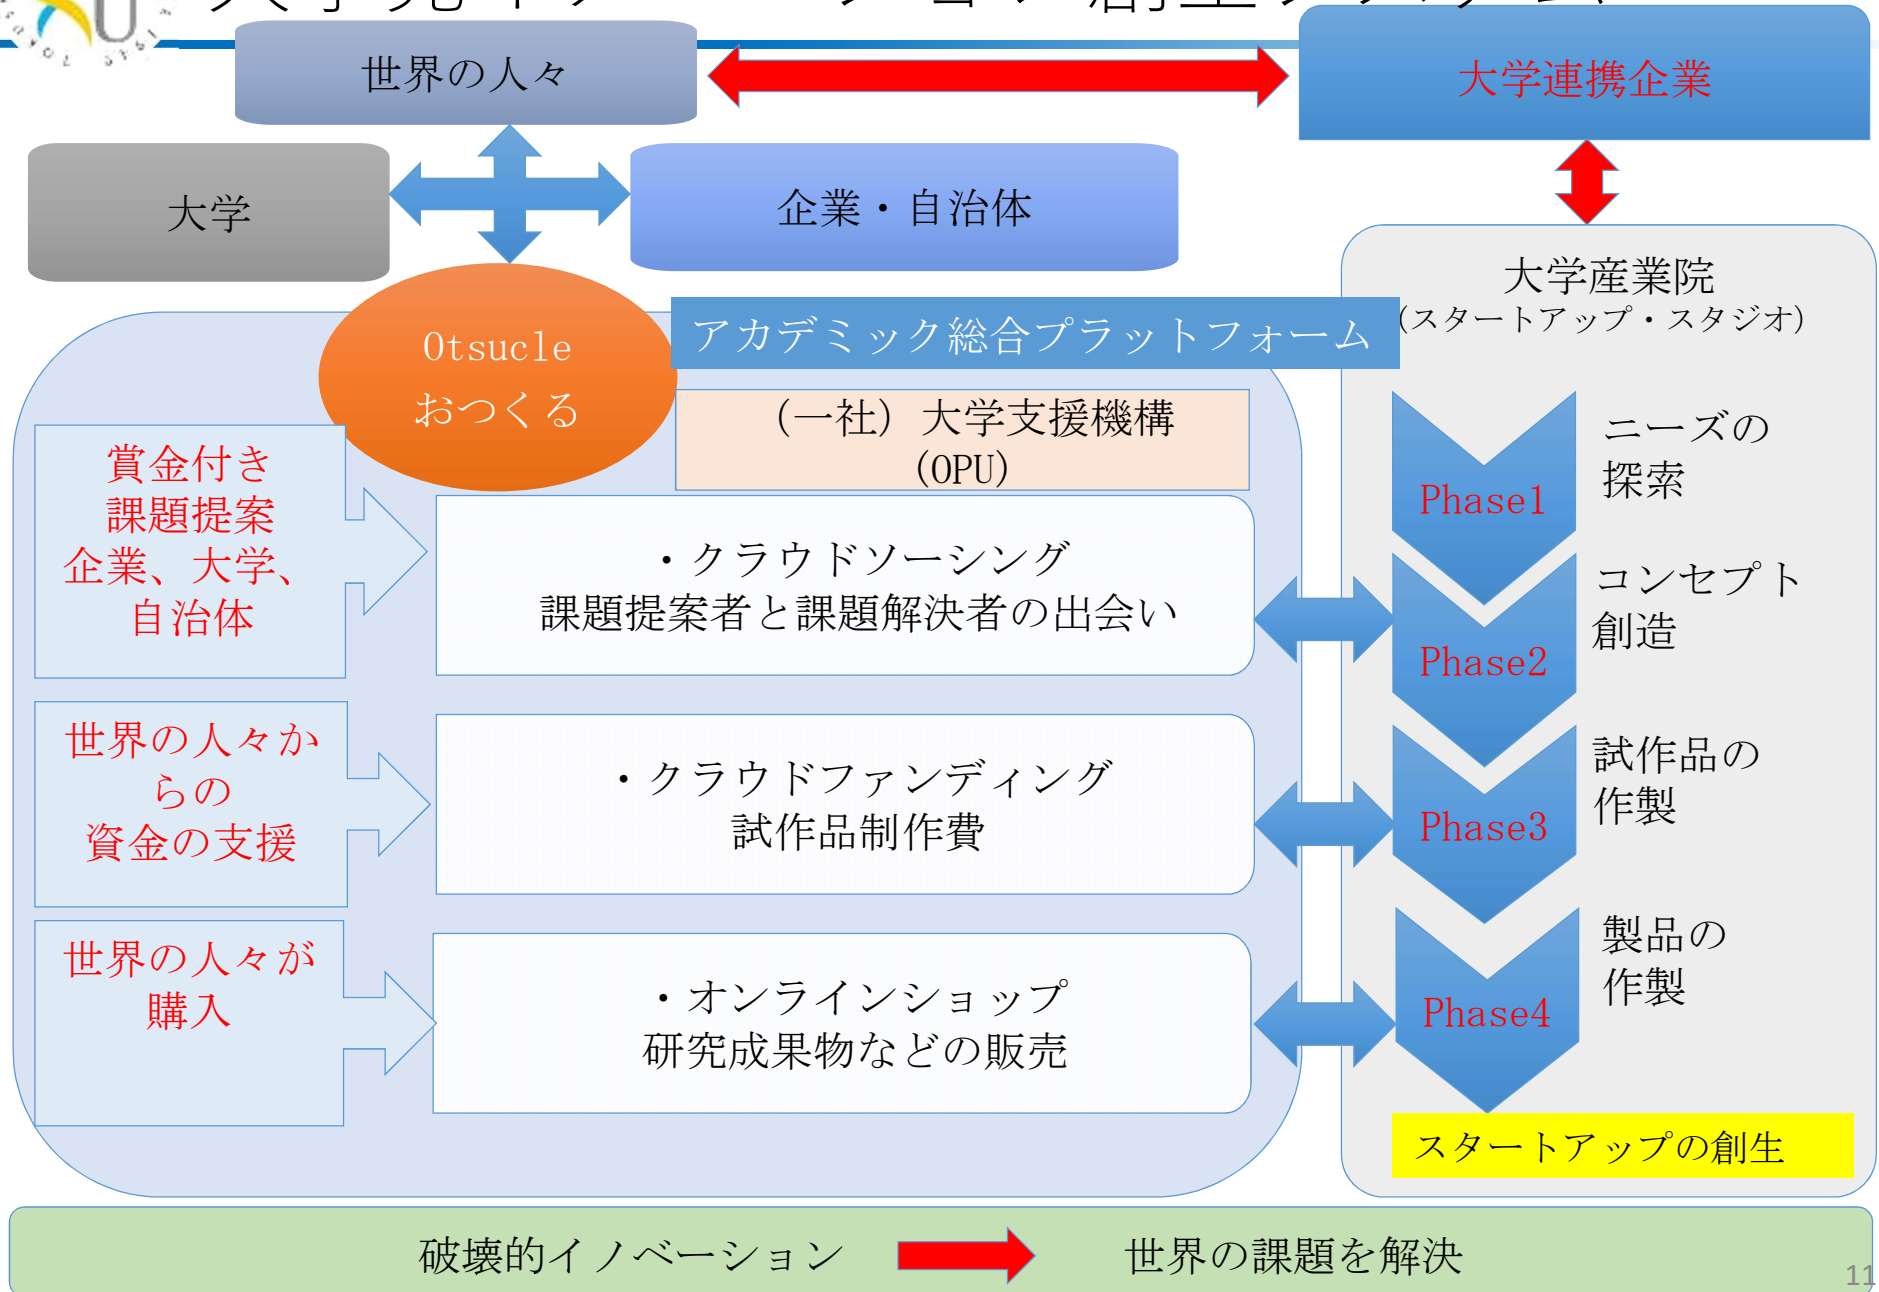 世界の人々
大学連携企業
大学
企業・自治体
大学産業院
(スタートアップ・スタジオ)
Otsucle
おつくる
アカデミック総合プラットフォーム
(一社) 大学支援機構
(OPU)
賞金付き
課題提案
企業、大学、
自治体
・クラウドソーシング
課題提案者と課題解決者の出会い
Phase1
ニーズの
探索
Phase2
コンセプト
創造
世界の人々か
らの
資金の支援
・クラウドファンディング
試作品制作費
Phase3
試作品の
作製
世界の人々が
購入
・オンラインショップ
研究成果物などの販売
Phase4
製品の
作製
スタートアップの創生
破壊的イノベーション
世界の課題を解決
11